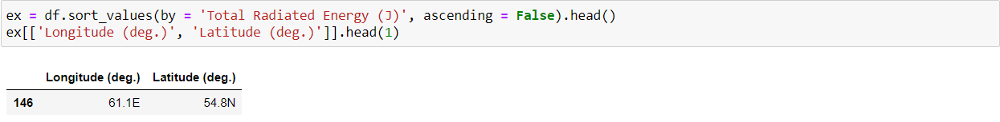 ex = df.sort_values(by = 'Total Radiated Energy (J)', ascending = False).head()
ex[['Longitude (deg.)', 'Latitude (deg.)']].head(1)
Longitude (deg.) Latitude (deg.)
146 61.1E 54.8N